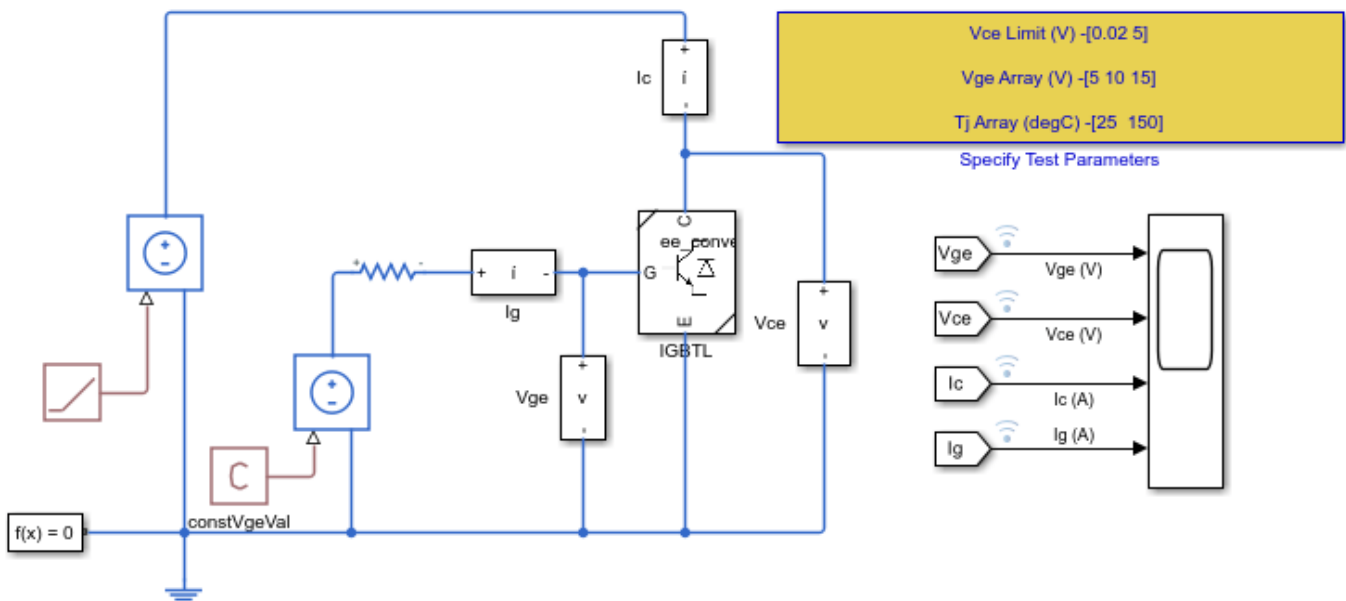 Vce Limit (V) -[0.02 5]
Vge Array (V) -[5 10 15]
Tj Array (degC) -[25  150]
Specify Test Parameters
Ic
+
i
-
C
ee_conve
G
E
IGBTL
+
-
+
i
-
Ig
Vge
+
v
-
Vce
+
v
-
C
constVgeVal
f(x) = 0
Vge
Vge (V)
Vce
Vce (V)
Ic
Ic (A)
Ig
Ig (A)